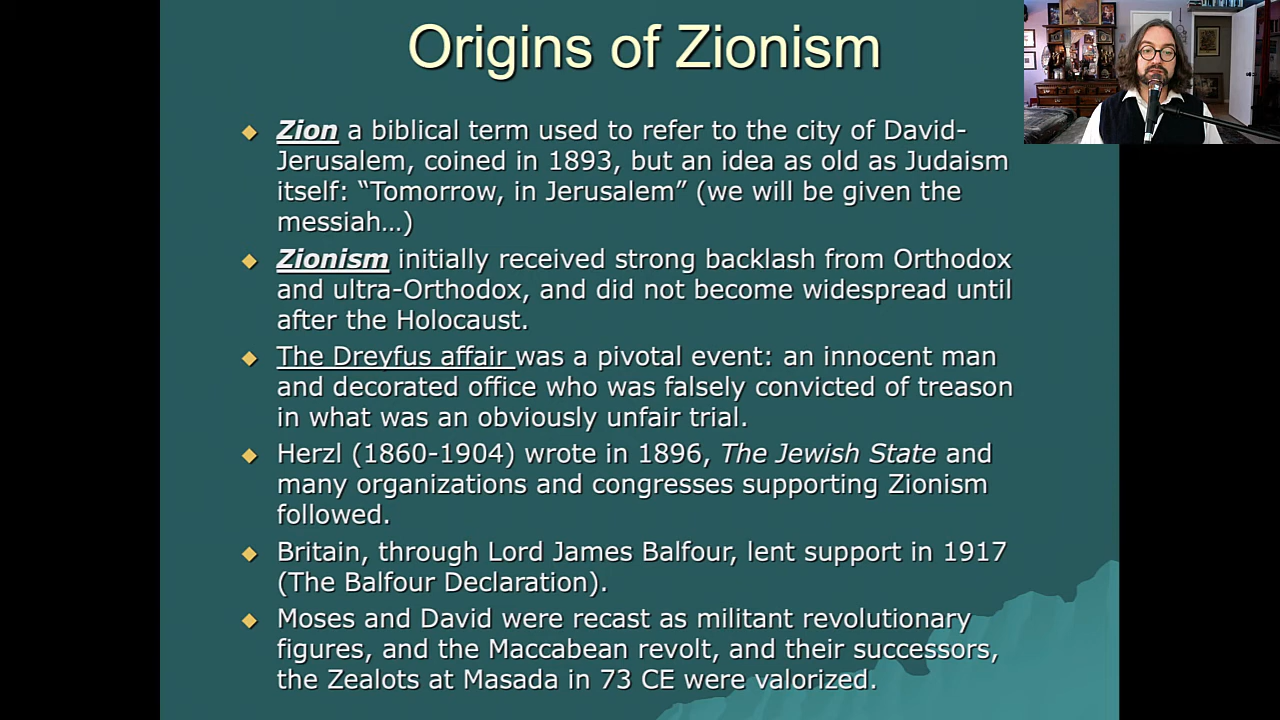 Origins of Zionism
Zion a biblical term used to refer to the city of David-
Jerusalem, coined in 1893, but an idea as old as Judaism
itself: “Tomorrow, in Jerusalem” (we will be given the
messiah…)
Zionism initially received strong backlash from Orthodox
and ultra-Orthodox, and did not become widespread until
after the Holocaust.
The Dreyfus affair was a pivotal event: an innocent man
and decorated office who was falsely convicted of treason
in what was an obviously unfair trial.
Herzl (1860-1904) wrote in 1896, The Jewish State and
many organizations and congresses supporting Zionism
followed.
Britain, through Lord James Balfour, lent support in 1917
(The Balfour Declaration).
Moses and David were recast as militant revolutionary
figures, and the Maccabean revolt, and their successors,
the Zealots at Masada in 73 CE were valorized.